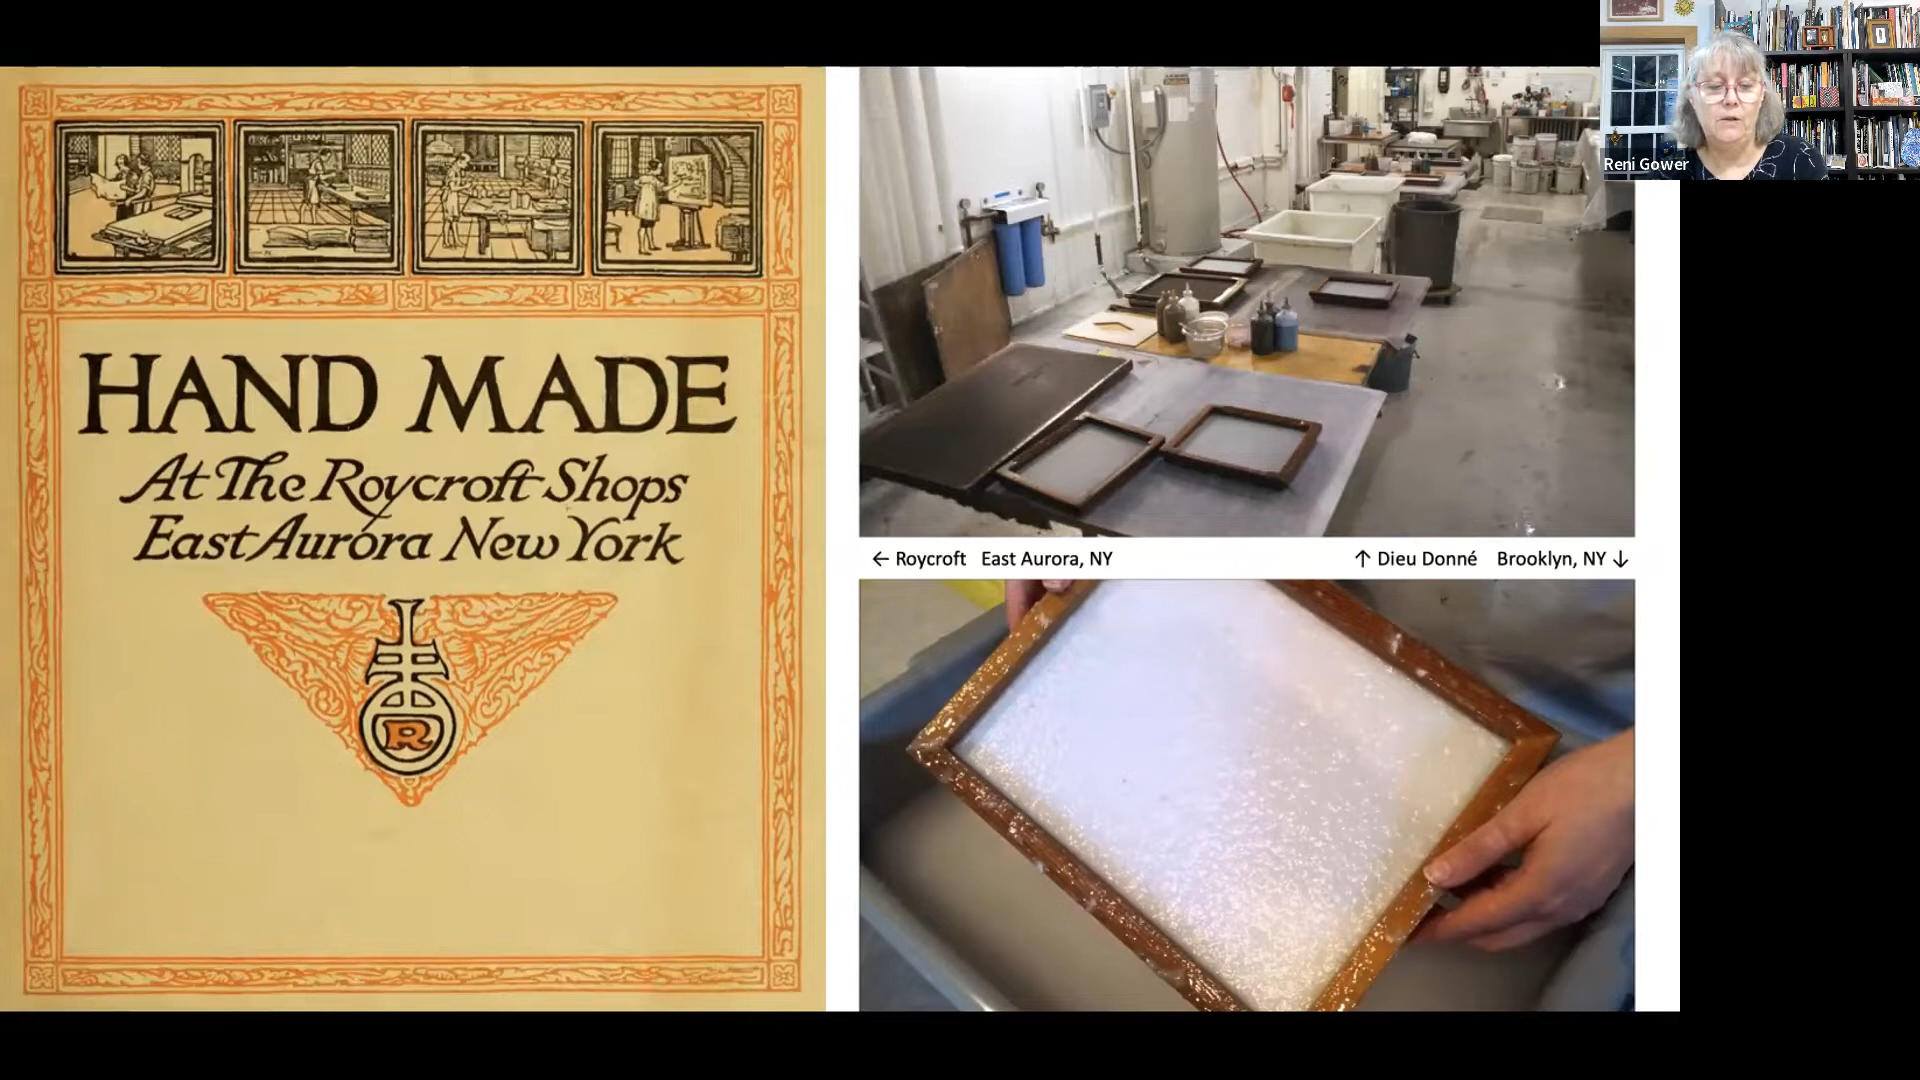 HAND MADE
At The Roycroft Shops
East Aurora New York
R
← Roycroft East Aurora, NY
↑ Dieu Donné Brooklyn, NY ↓
Reni Gower